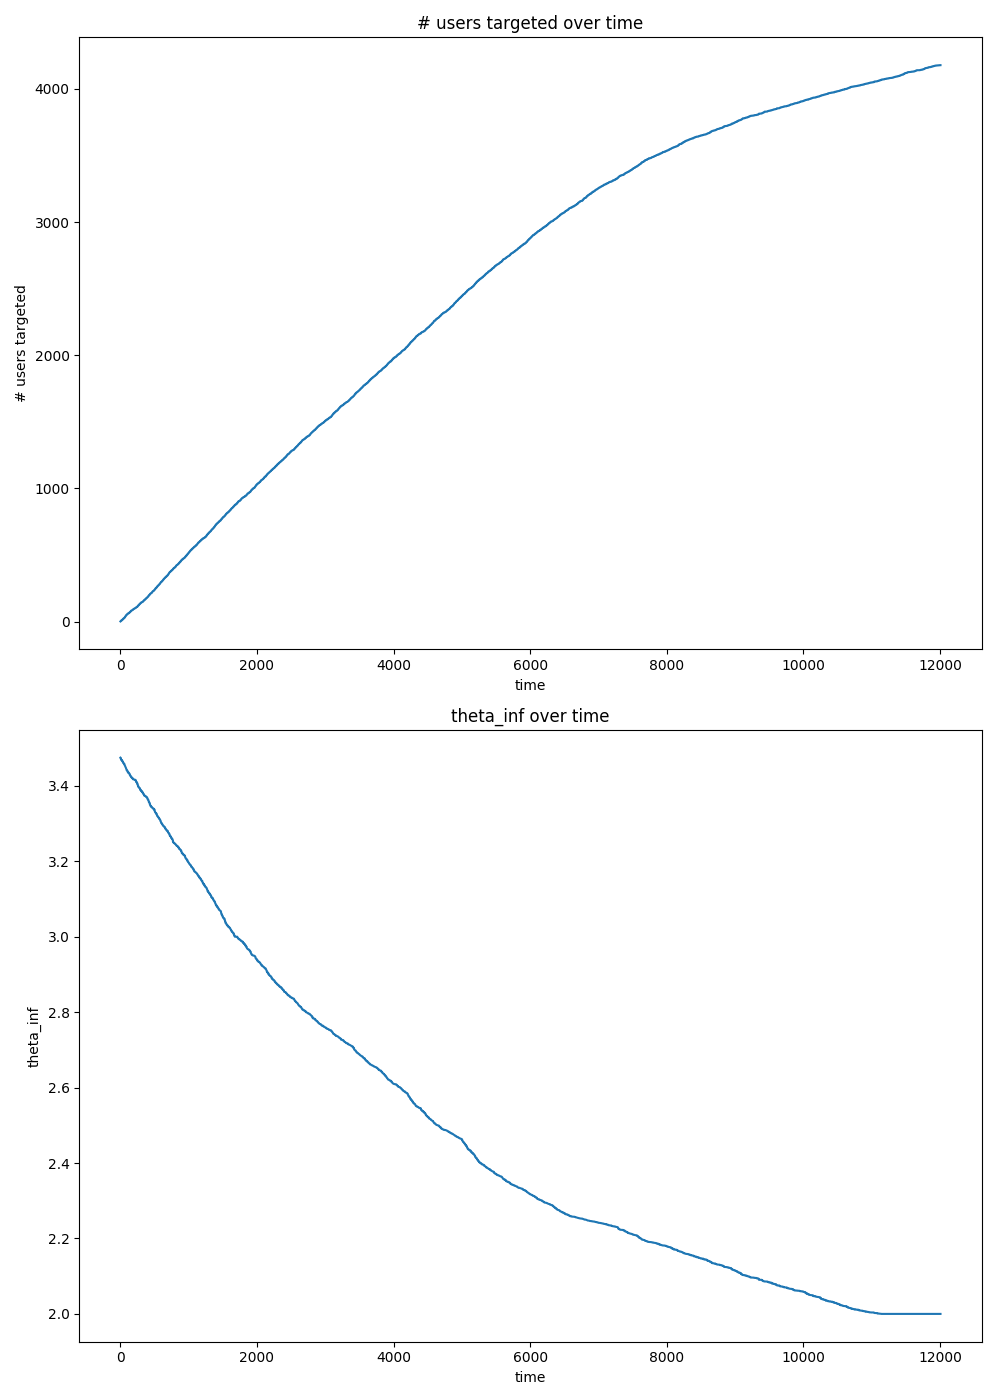 # users targeted over time
# users targeted
4000
3000
2000
1000
0
0 2000 4000 6000 8000 10000 12000
time
theta_inf over time
theta_inf
3.4
3.2
3.0
2.8
2.6
2.4
2.2
2.0
0 2000 4000 6000 8000 10000 12000
time